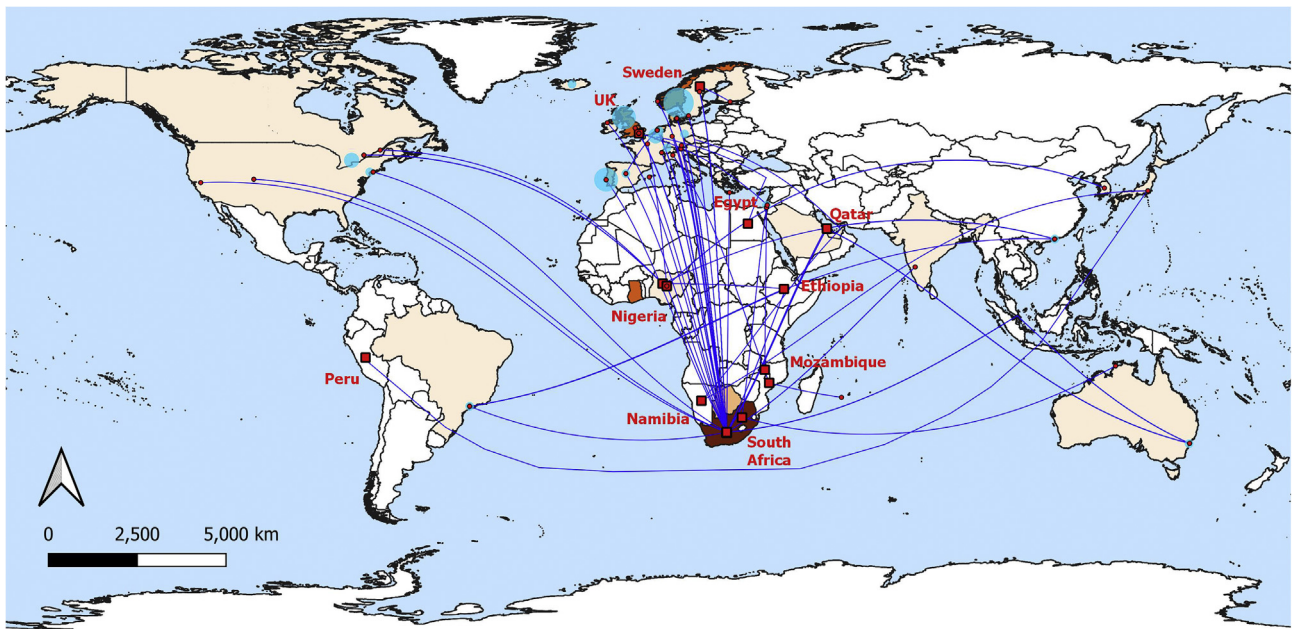 Sweden
UK
Egypt
Qatar
Ethiopia
Nigeria
Mozambique
Peru
Namibia
South
Africa
0 2,500 5,000 km